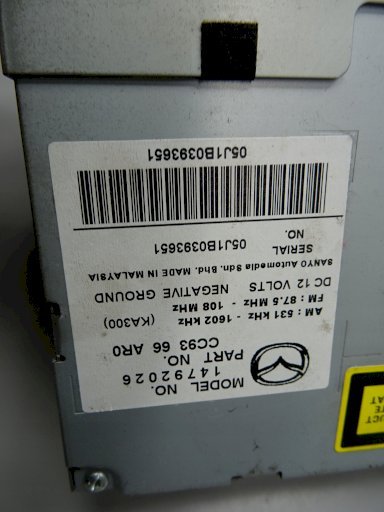 MODEL NO.
14792026
PART NO.
CC93 66 AR0
AM : 531 kHz - 1602 kHz (KA300)
FM : 87.5 MHz - 108 MHz
DC 12 VOLTS NEGATIVE GROUND
SANYO Automedia Sdn. Bhd. MADE IN MALAYSIA
SERIAL NO. 05J1B0393651
05J1B0393651